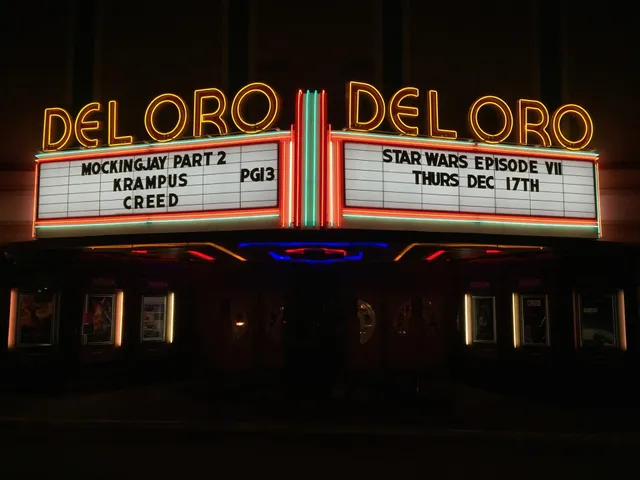 DEL ORO
MOCKINGJAY PART 2
KRAMPUS PG13
CREED
DEL ORO
STAR WARS EPISODE VII
THURS DEC 17TH